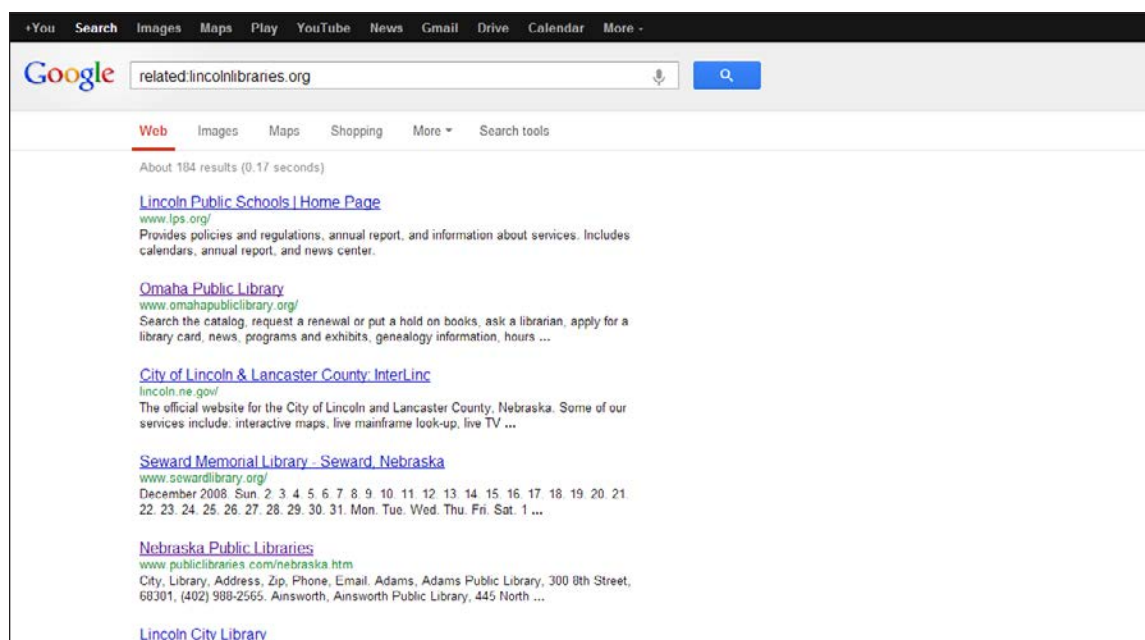 +You Search Images Maps Play YouTube News Gmail Drive Calendar More
Google related:lincolnlibraries.org
Web Images Maps Shopping More Search tools
About 184 results (0.17 seconds)
Lincoln Public Schools | Home Page
www.lps.org/
Provides policies and regulations, annual report, and information about services. Includes
calendars, annual report, and news center.
Omaha Public Library
www.omahapubliclibrary.org/
Search the catalog, request a renewal or put a hold on books, ask a librarian, apply for a
library card, news, programs and exhibits, genealogy information, hours ...
City of Lincoln & Lancaster County: InterLinc
lincoln.ne.gov/
The official website for the City of Lincoln and Lancaster County, Nebraska. Some of our
services include: interactive maps, live mainframe look-up, live TV ...
Seward Memorial Library - Seward, Nebraska
www.sewardlibrary.org/
December 2008. Sun. 2. 3. 4. 5. 6. 7. 8. 9. 10. 11. 12. 13. 14. 15. 16. 17. 18. 19. 20. 21.
22. 23. 24. 25. 26. 27. 28. 29. 30. 31. Mon. Tue. Wed. Thu. Fri. Sat. 1 ...
Nebraska Public Libraries
www.publiclibraries.com/nebraska.htm
City, Library, Address, Zip, Phone, Email. Adams, Adams Public Library, 300 8th Street,
68301, (402) 988-2565. Ainsworth, Ainsworth Public Library, 445 North ...
Lincoln City Library